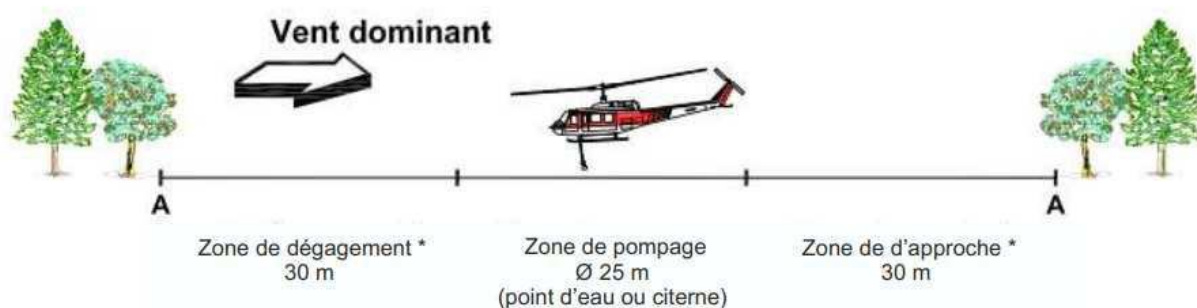 Vent dominant
A
A
Zone de dégagement *
30 m
Zone de pompage
Ø 25 m
(point d'eau ou citerne)
Zone de d'approche *
30 m